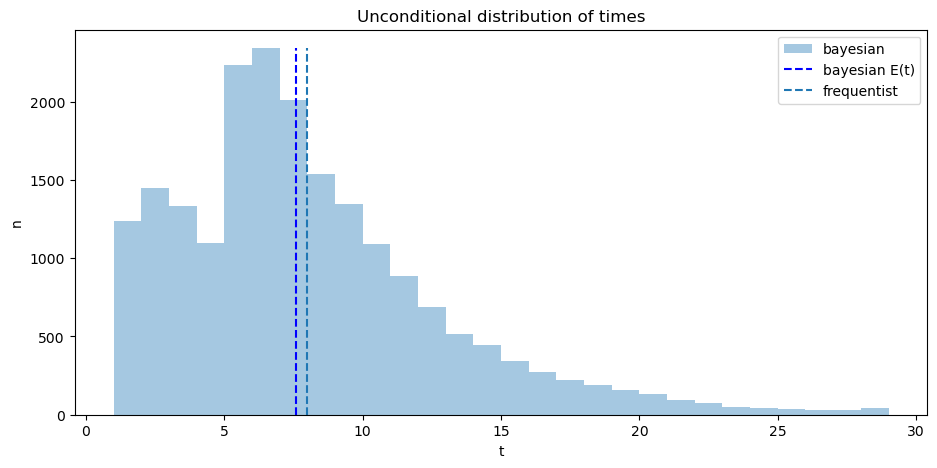 Unconditional distribution of times
bayesian
bayesian E(t)
frequentist
n
2000
1500
1000
500
0
0 5 10 15 20 25 30
t